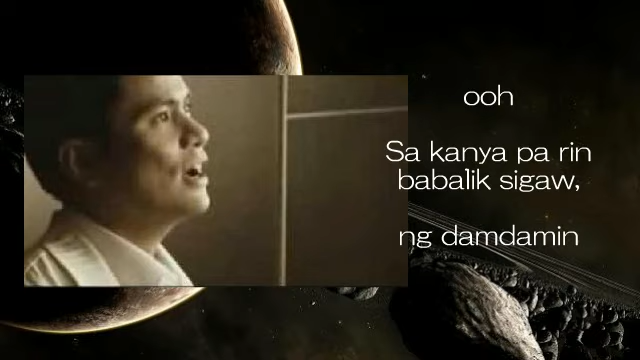 ooh
Sa kanya pa rin
babalik sigaw,
ng damdamin